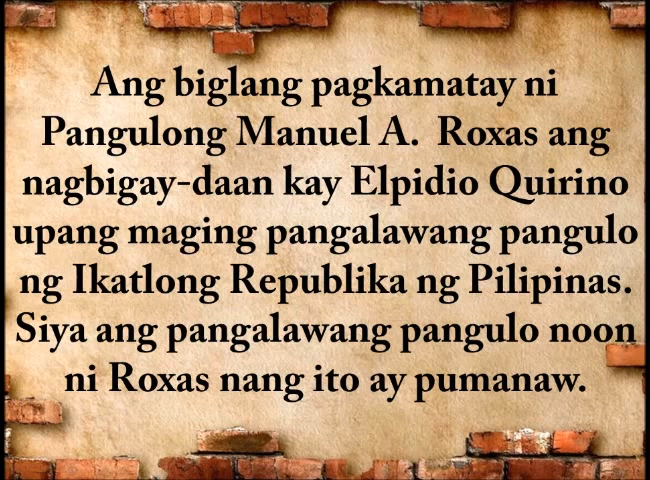 Ang biglang pagkamatay ni
Pangulong Manuel A. Roxas ang
nagbigay-daan kay Elpidio Quirino
upang maging pangalawang pangulo
ng Ikatlong Republika ng Pilipinas.
Siya ang pangalawang pangulo noon
ni Roxas nang ito ay pumanaw.